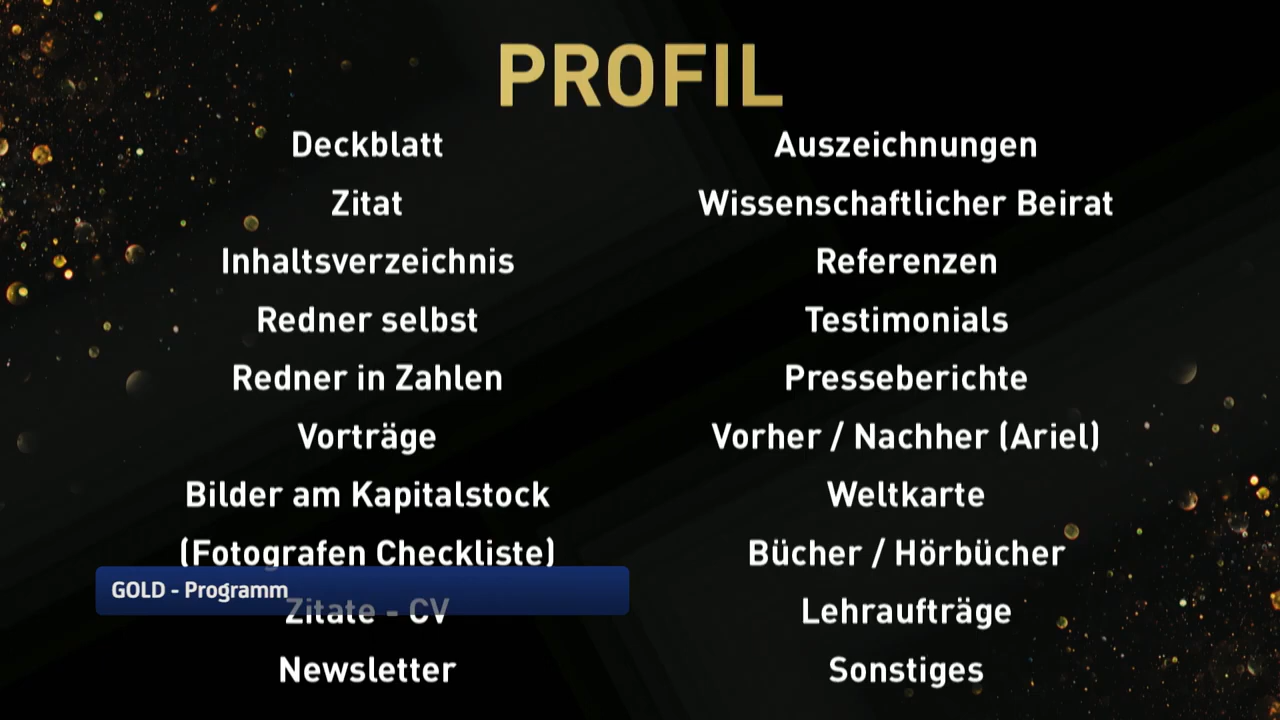 PROFIL
Deckblatt
Zitat
Inhaltsverzeichnis
Redner selbst
Redner in Zahlen
Vorträge
Bilder am Kapitalstock
(Fotografen Checkliste)
GOLD - Programm
Zitate - CV
Newsletter
Auszeichnungen
Wissenschaftlicher Beirat
Referenzen
Testimonials
Presseberichte
Vorher / Nachher (Ariel)
Weltkarte
Bücher / Hörbücher
Lehraufträge
Sonstiges